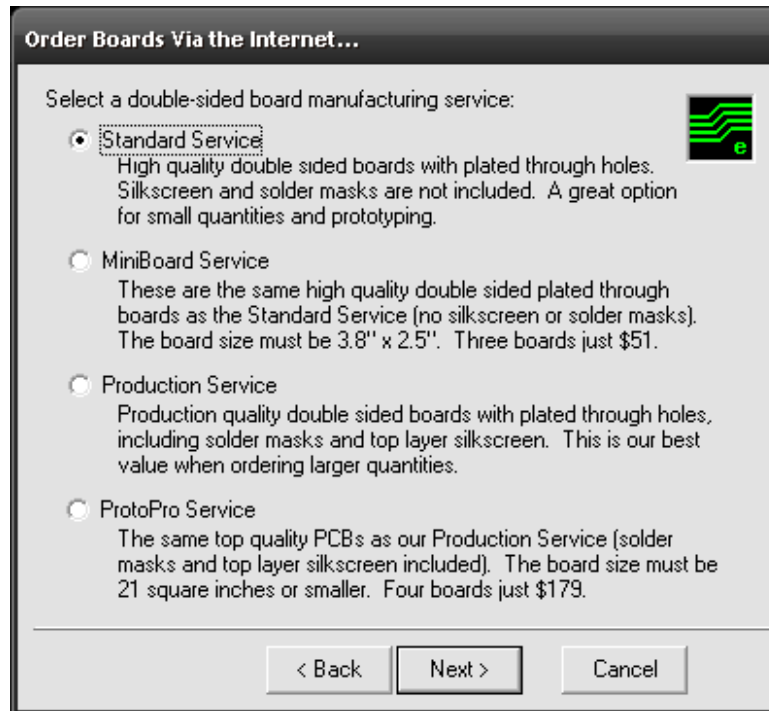 Order Boards Via the Internet...
Select a double-sided board manufacturing service:
e
Standard Service
High quality double sided boards with plated through holes.
Silkscreen and solder masks are not included.  A great option
for small quantities and prototyping.
MiniBoard Service
These are the same high quality double sided plated through
boards as the Standard Service (no silkscreen or solder masks).
The board size must be 3.8" x 2.5".  Three boards just $51.
Production Service
Production quality double sided boards with plated through holes,
including solder masks and top layer silkscreen.  This is our best
value when ordering larger quantities.
ProtoPro Service
The same top quality PCBs as our Production Service (solder
masks and top layer silkscreen included).  The board size must be
21 square inches or smaller.  Four boards just $179.
< Back
Next >
Cancel